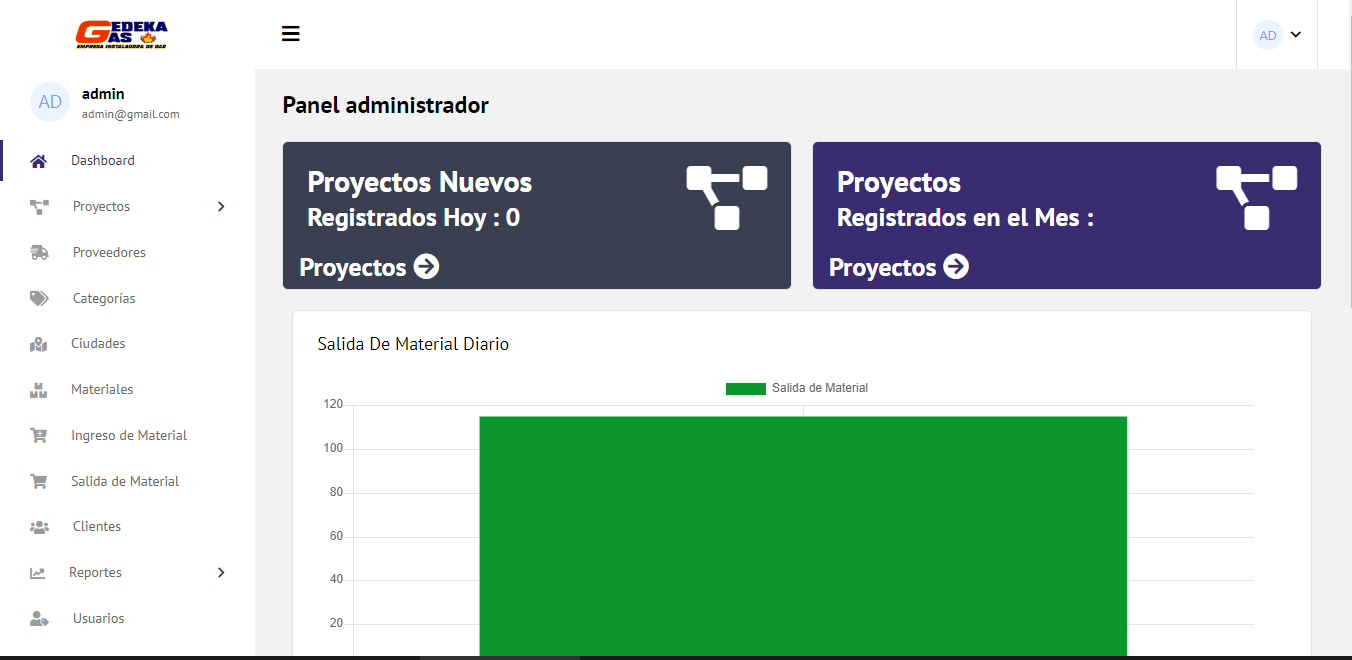 GEDEKA
GAS
EMPRESA INSTALADORA DE GAS
AD
AD
admin
admin@gmail.com
Dashboard
Proyectos
Proveedores
Categorías
Ciudades
Materiales
Ingreso de Material
Salida de Material
Clientes
Reportes
Usuarios
Panel administrador
Proyectos Nuevos
Registrados Hoy : 0
Proyectos
Proyectos
Registrados en el Mes :
Proyectos
Salida De Material Diario
Salida de Material
120
100
80
60
40
20